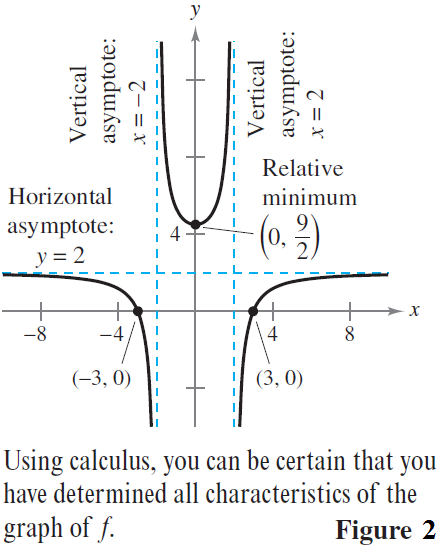 y
Vertical
asymptote:
x = −2
Vertical
asymptote:
x = 2
Relative
minimum
(0, 9/2)
Horizontal
asymptote:
y = 2
4
x
−8
−4
4
8
(−3, 0)
(3, 0)
Using calculus, you can be certain that you
have determined all characteristics of the
graph of f.
Figure 2